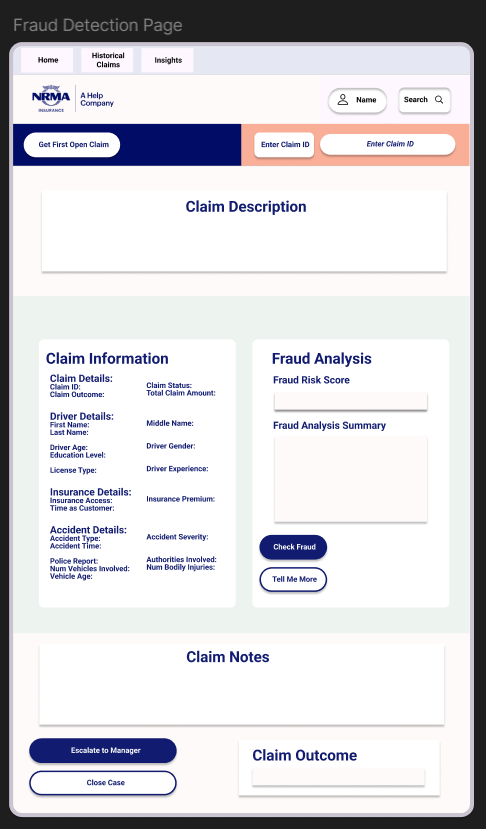 Fraud Detection Page
Home
Historical
Claims
Insights
NRMA
INSURANCE
A Help
Company
Name
Search
Get First Open Claim
Enter Claim ID
Enter Claim ID
Claim Description
Claim Information
Claim Details:
Claim ID:
Claim Outcome:
Claim Status:
Total Claim Amount:
Driver Details:
First Name:
Last Name:
Middle Name:
Driver Age:
Education Level:
Driver Gender:
License Type:
Driver Experience:
Insurance Details:
Insurance Access:
Time as Customer:
Insurance Premium:
Accident Details:
Accident Type:
Accident Time:
Accident Severity:
Police Report:
Num Vehicles Involved:
Vehicle Age:
Authorities Involved:
Num Bodily Injuries:
Fraud Analysis
Fraud Risk Score
Fraud Analysis Summary
Check Fraud
Tell Me More
Claim Notes
Escalate to Manager
Close Case
Claim Outcome